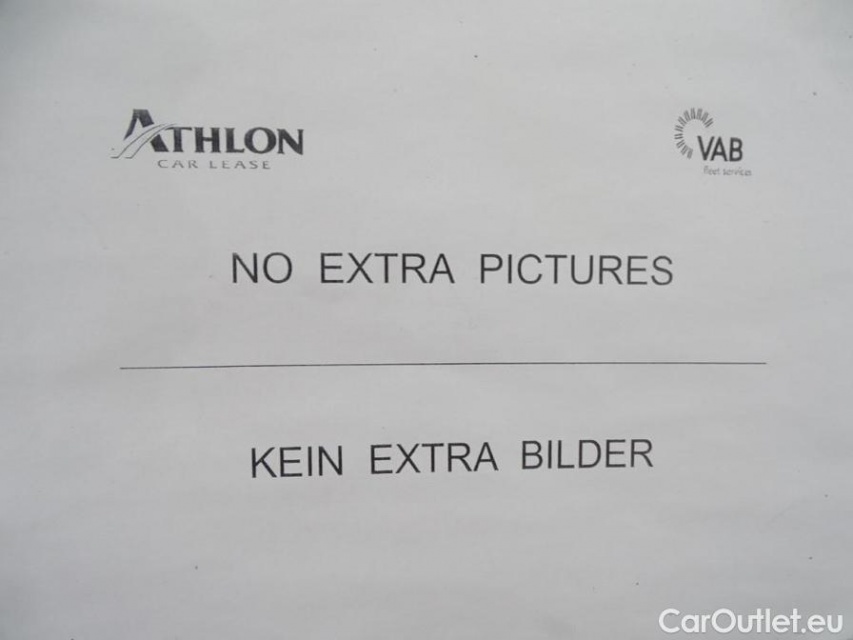 ATHLON
CAR LEASE
VAB
fleet services
NO EXTRA PICTURES
KEIN EXTRA BILDER
CarOutlet.eu